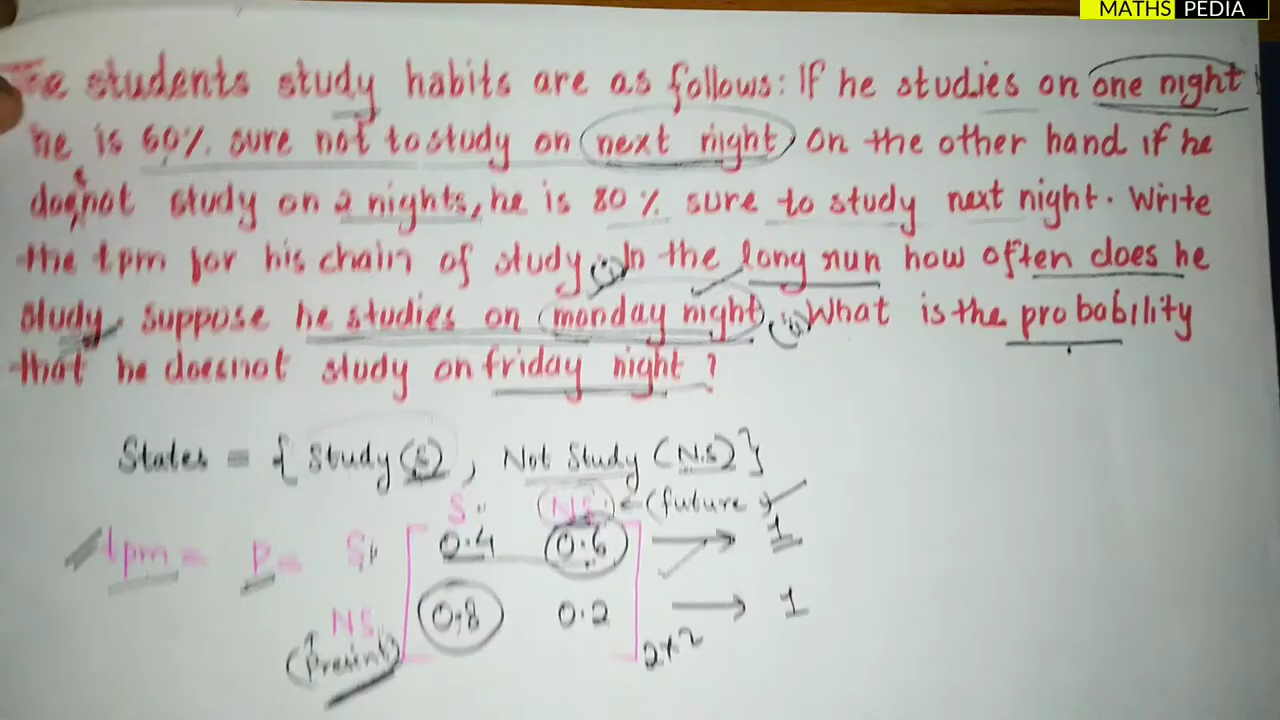 MATHS PEDIA
The students study habits are as follows: If he studies on one night
he is 60% sure not to study on next night On the other hand if he
does not study on 2 nights, he is 80% sure to study next night. Write
the tpm for his chain of study. (i) In the long run how often does he
study, suppose he studies on monday night. (ii) What is the probability
that he doesnot study on friday night ?
States = { Study (S) , Not Study (N.S) }
S NS ← (future)
tpm = P = S [ 0.4 0.6 ] → 1
NS 0.8 0.2 → 1
(↑ Present) 2×2